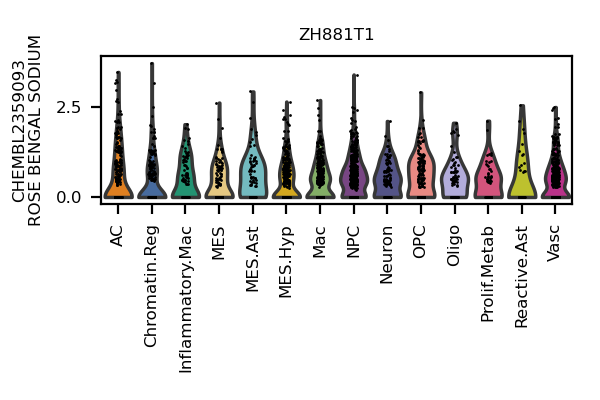 ZH881T1
CHEMBL2359093
ROSE BENGAL SODIUM
2.5
0.0
AC
Chromatin.Reg
Inflammatory.Mac
MES
MES.Ast
MES.Hyp
Mac
NPC
Neuron
OPC
Oligo
Prolif.Metab
Reactive.Ast
Vasc